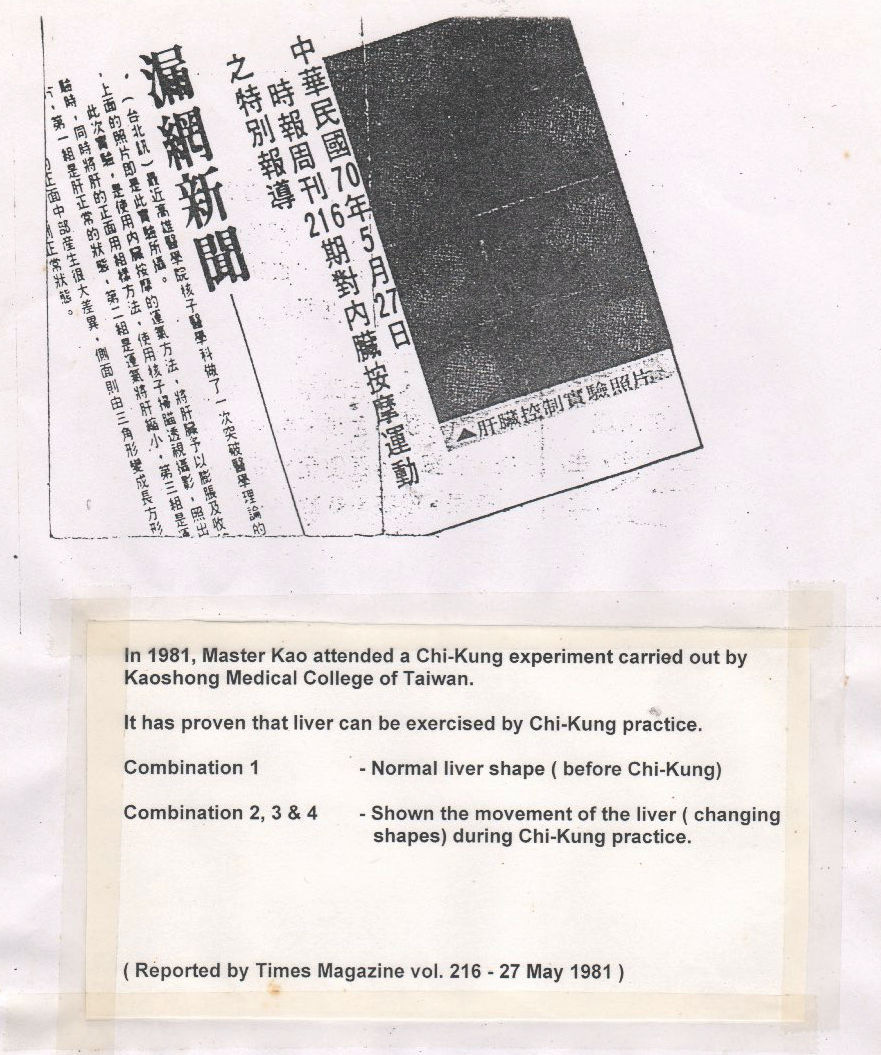 中華民國70年5月27日
時報周刊216期對內臟按摩運動
之特別報導
▲肝臟控制實驗照片
漏網新聞
（台北訊）最近高雄醫學院核子醫學科做了一次突破醫學理論的
，上面的照片即是此實驗所攝。
此次實驗，是使用內臟按摩的運氣方法，將肝臟予以膨脹及收
驗時，同時將肝的正面用組樣方法，使用核子掃瞄透視攝影，照出
片，第一組是肝正常的狀態，第二組是運氣將肝縮小，第三組是運
的正面中部產生很大差異，側面則由三角形變成長方形
正常狀態。
In 1981, Master Kao attended a Chi-Kung experiment carried out by
Kaoshong Medical College of Taiwan.
It has proven that liver can be exercised by Chi-Kung practice.
Combination 1 - Normal liver shape ( before Chi-Kung)
Combination 2, 3 & 4 - Shown the movement of the liver ( changing
shapes) during Chi-Kung practice.
( Reported by Times Magazine vol. 216 - 27 May 1981 )